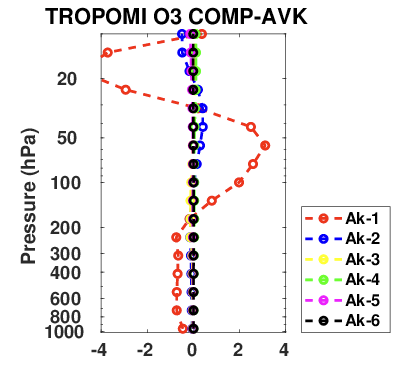 TROPOMI O3 COMP-AVK
Pressure (hPa)
20
50
100
200
300
400
600
800
1000
-4 -2 0 2 4
Ak-1
Ak-2
Ak-3
Ak-4
Ak-5
Ak-6